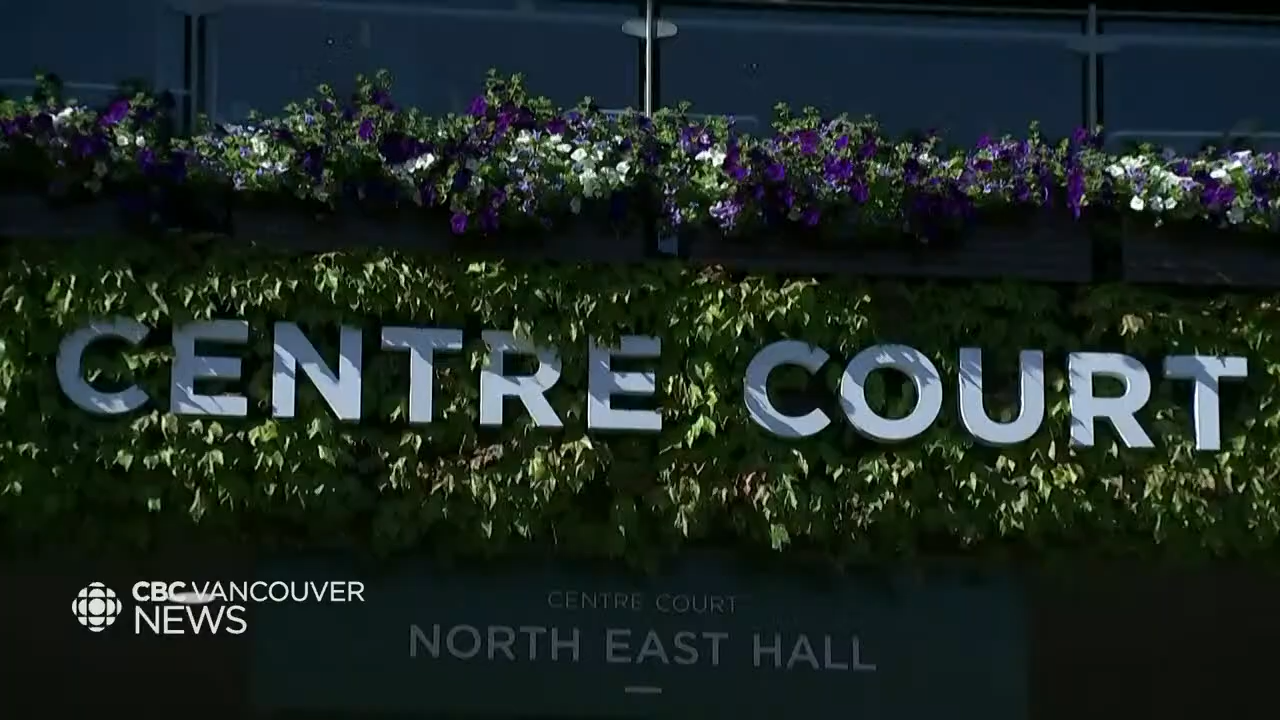 CENTRE COURT
CENTRE COURT
NORTH EAST HALL
CBC VANCOUVER
NEWS